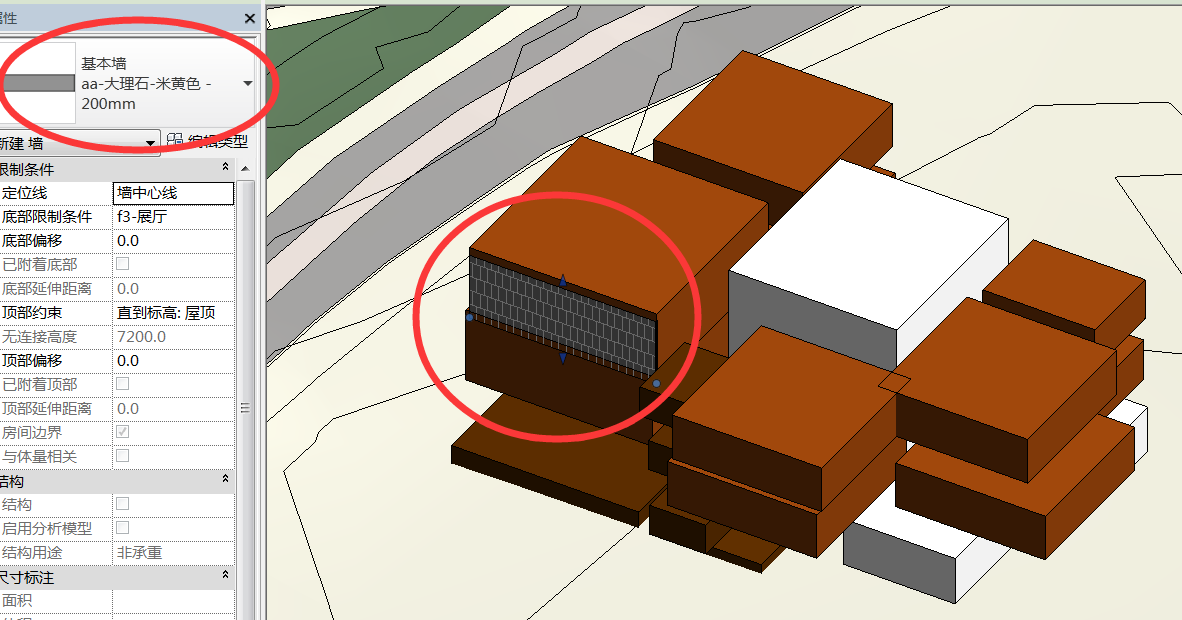 性
基本墙
aa-大理石-米黄色 -
200mm
新建 墙
编辑类型
限制条件
定位线 墙中心线
底部限制条件 f3-展厅
底部偏移 0.0
已附着底部
底部延伸距离 0.0
顶部约束 直到标高: 屋顶
无连接高度 7200.0
顶部偏移 0.0
已附着顶部
顶部延伸距离 0.0
房间边界
与体量相关
结构
结构
启用分析模型
结构用途 非承重
尺寸标注
面积